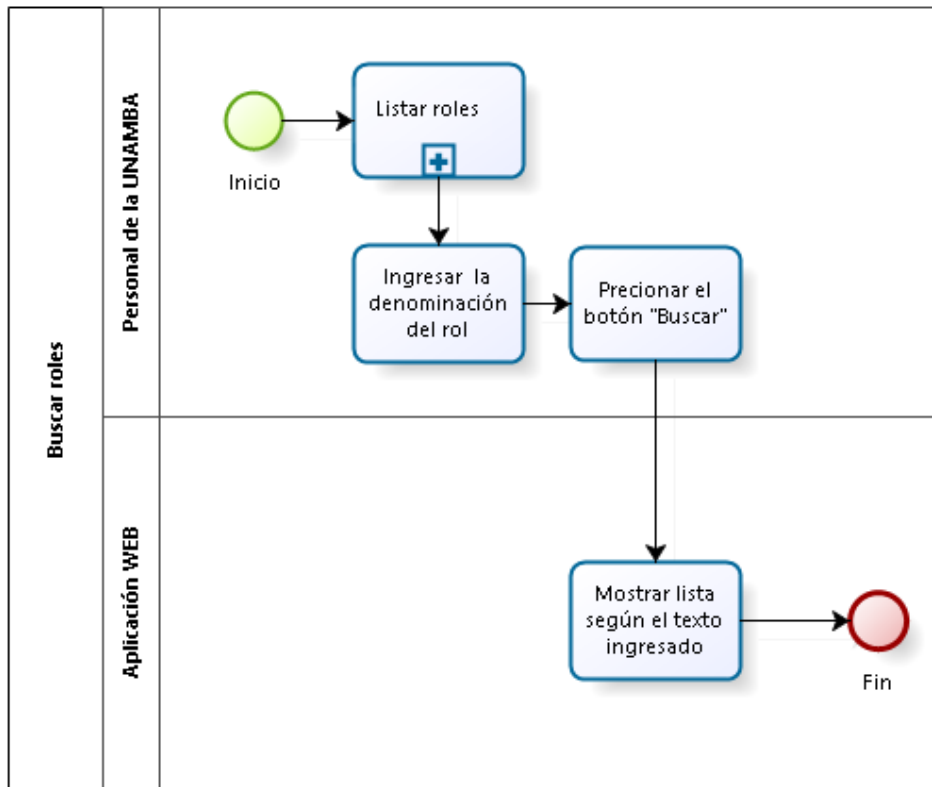 Buscar roles
Personal de la UNAMBA
Inicio
Listar roles
Ingresar la
denominación
del rol
Precionar el
botón "Buscar"
Aplicación WEB
Mostrar lista
según el texto
ingresado
Fin